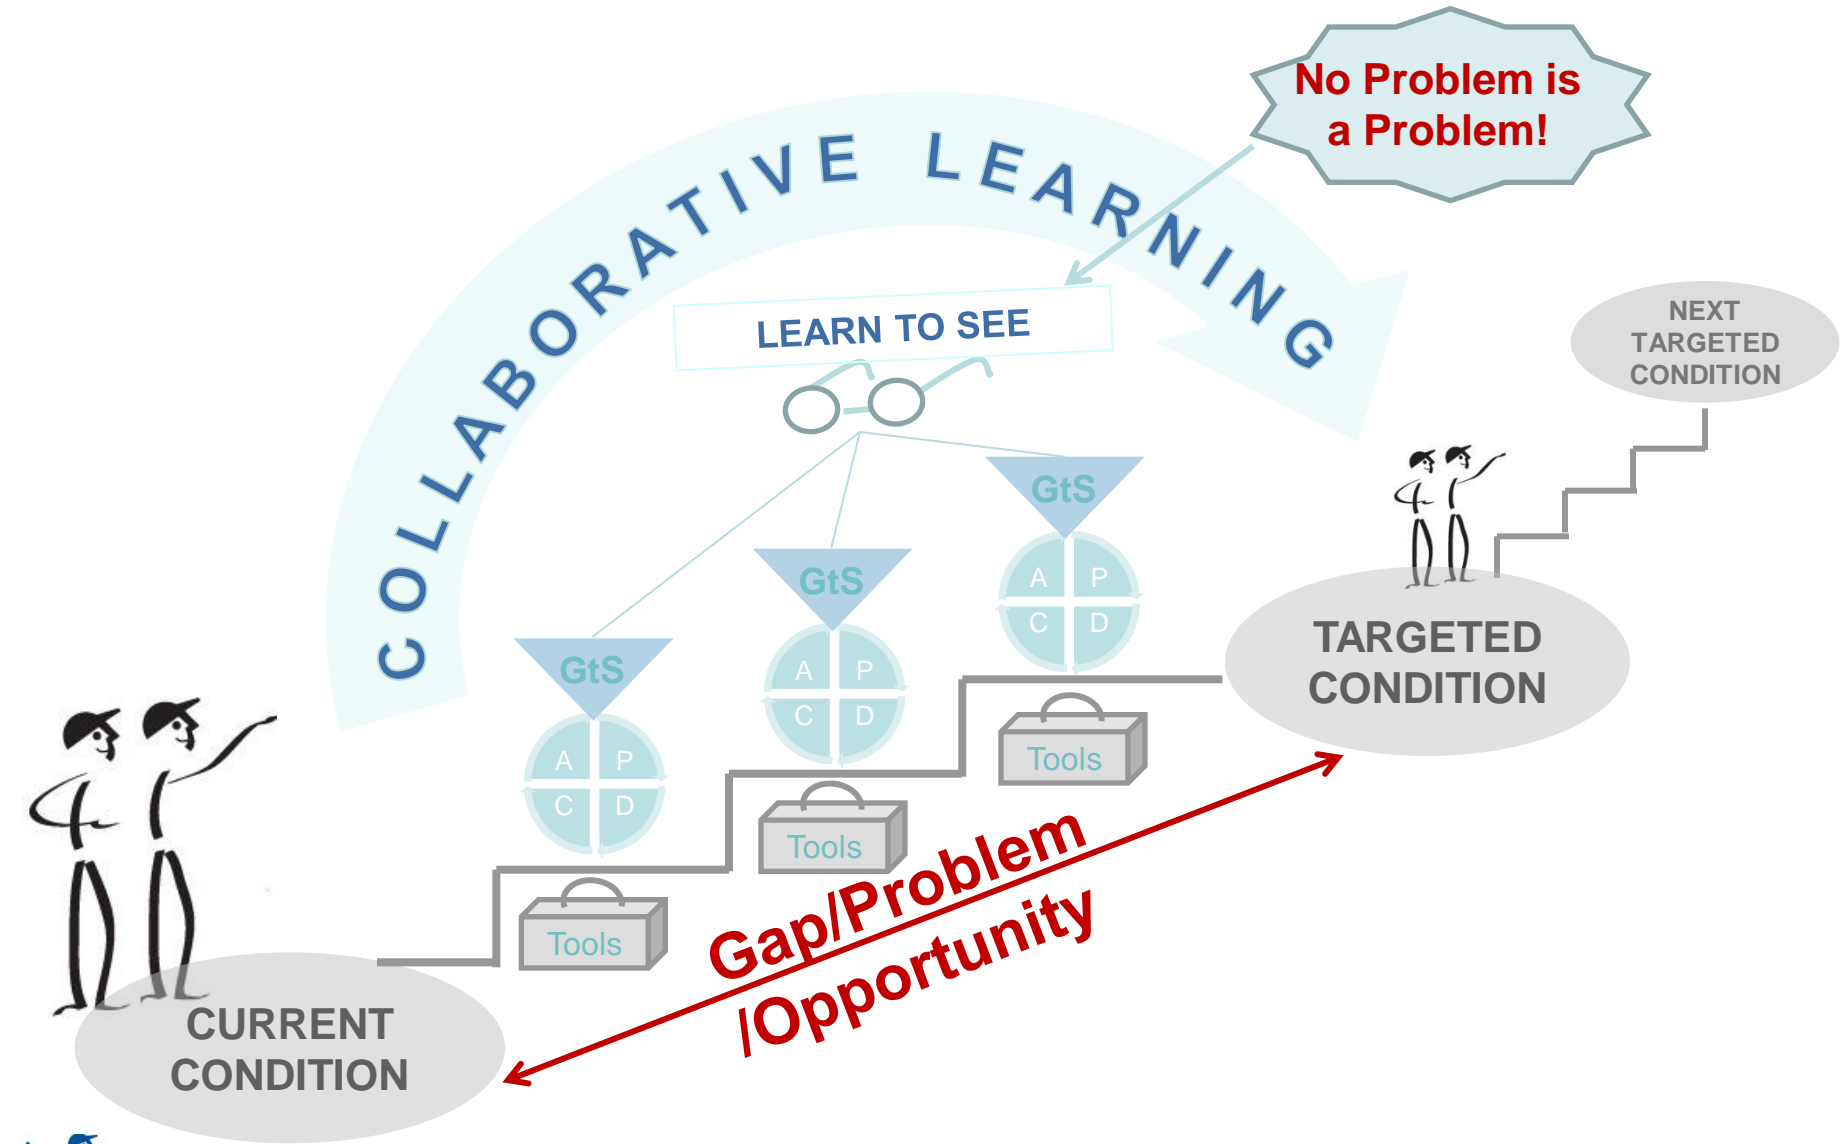 No Problem is
a Problem!
COLLABORATIVE LEARNING
LEARN TO SEE
NEXT
TARGETED
CONDITION
GtS
A P
C D
GtS
A P
C D
GtS
A P
C D
TARGETED
CONDITION
Tools
Tools
Tools
Gap/Problem
/Opportunity
CURRENT
CONDITION